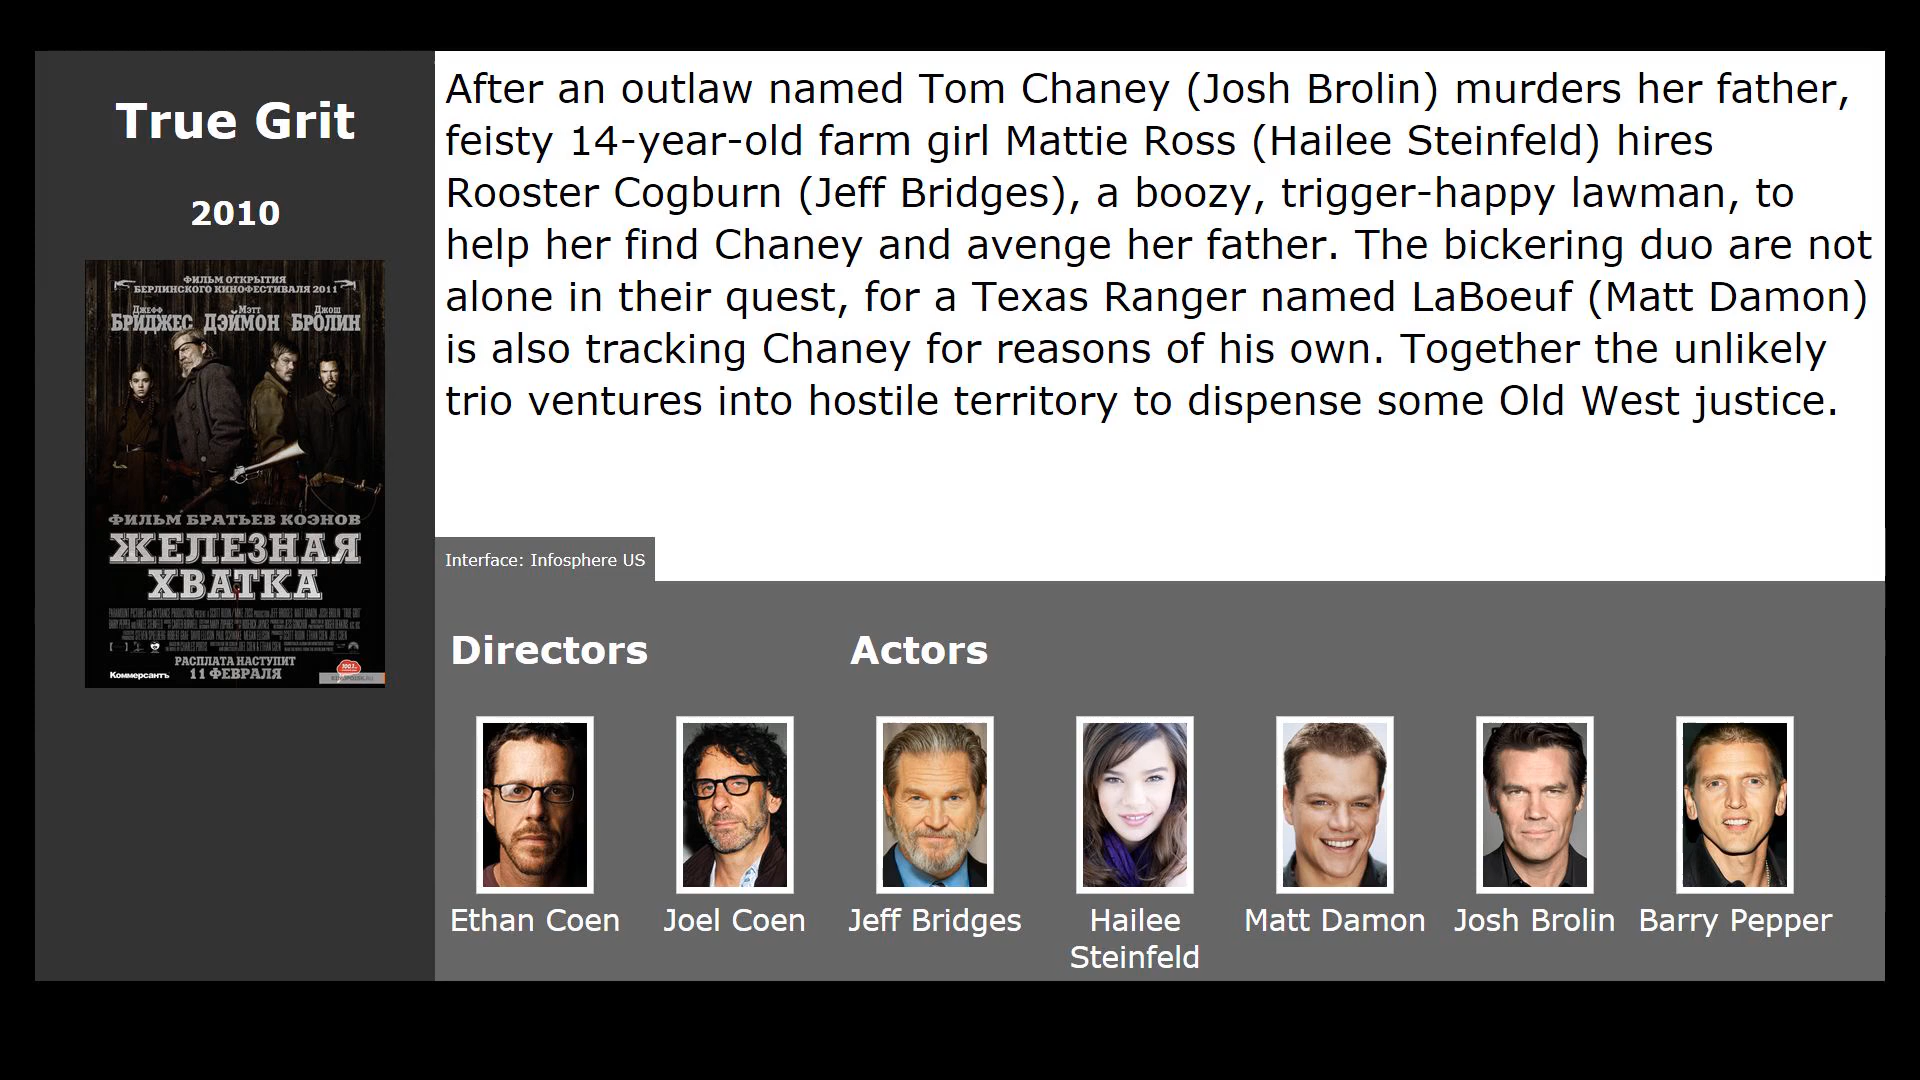 True Grit
2010
ФИЛЬМ ОТКРЫТИЯ
БЕРЛИНСКОГО КИНОФЕСТИВАЛЯ 2011
Джефф Мэтт Джош
БРИДЖЕС ДЭЙМОН БРОЛИН
ФИЛЬМ БРАТЬЕВ КОЭНОВ
ЖЕЛЕЗНАЯ
ХВАТКА
РАСПЛАТА НАСТУПИТ
11 ФЕВРАЛЯ
Коммерсантъ
KINOPOISK.RU
After an outlaw named Tom Chaney (Josh Brolin) murders her father,
feisty 14-year-old farm girl Mattie Ross (Hailee Steinfeld) hires
Rooster Cogburn (Jeff Bridges), a boozy, trigger-happy lawman, to
help her find Chaney and avenge her father. The bickering duo are not
alone in their quest, for a Texas Ranger named LaBoeuf (Matt Damon)
is also tracking Chaney for reasons of his own. Together the unlikely
trio ventures into hostile territory to dispense some Old West justice.
Interface: Infosphere US
Directors
Actors
Ethan Coen
Joel Coen
Jeff Bridges
Hailee
Steinfeld
Matt Damon
Josh Brolin
Barry Pepper